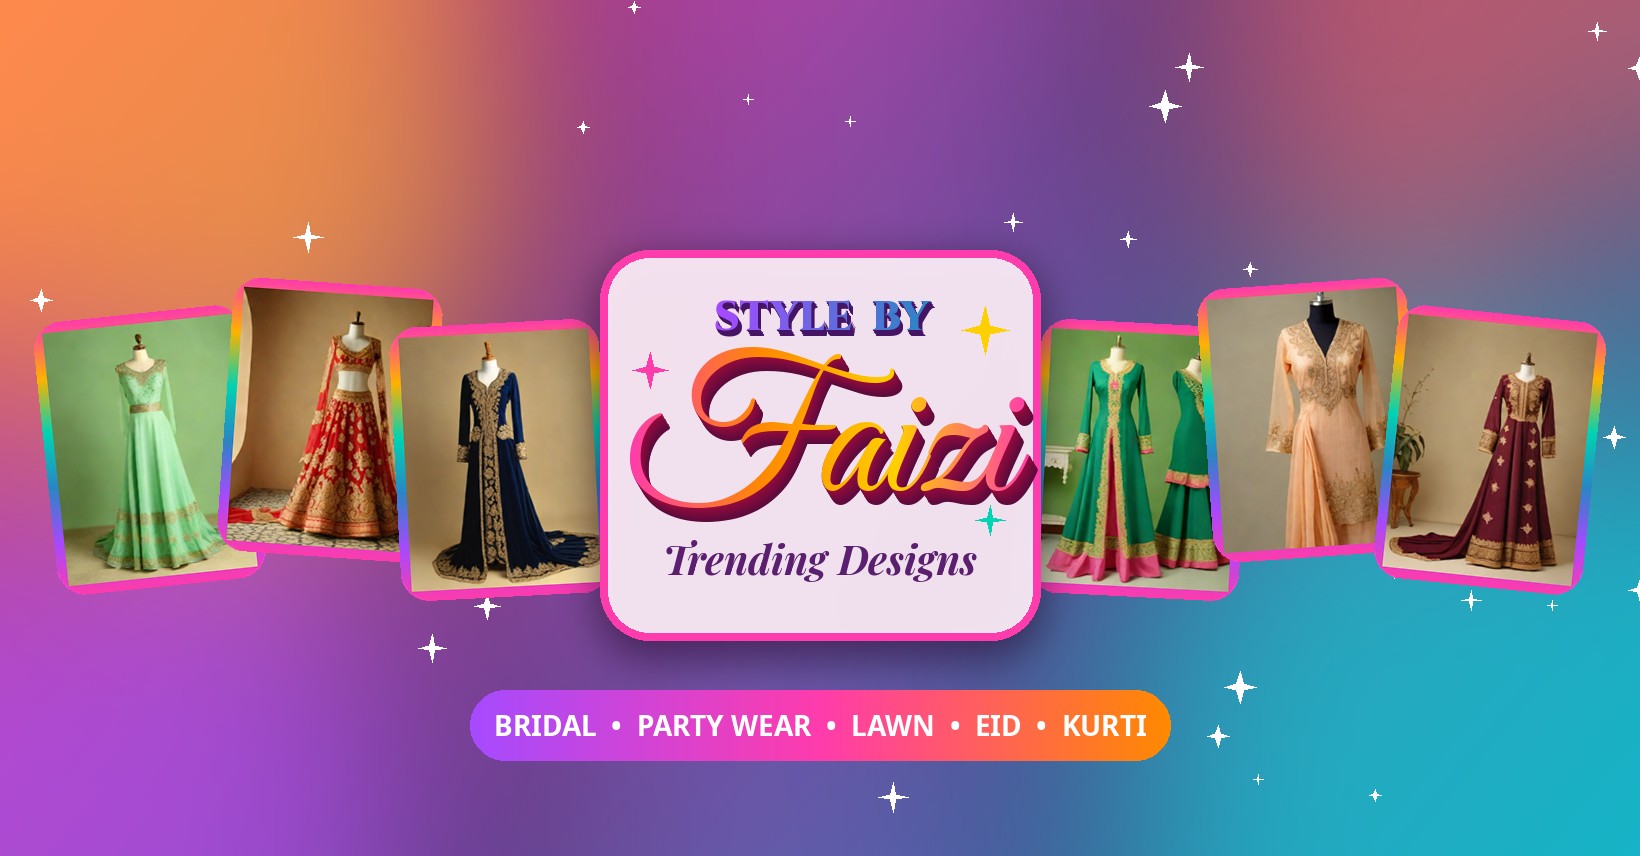 STYLE BY
Faizi
Trending Designs
BRIDAL • PARTY WEAR • LAWN • EID • KURTI